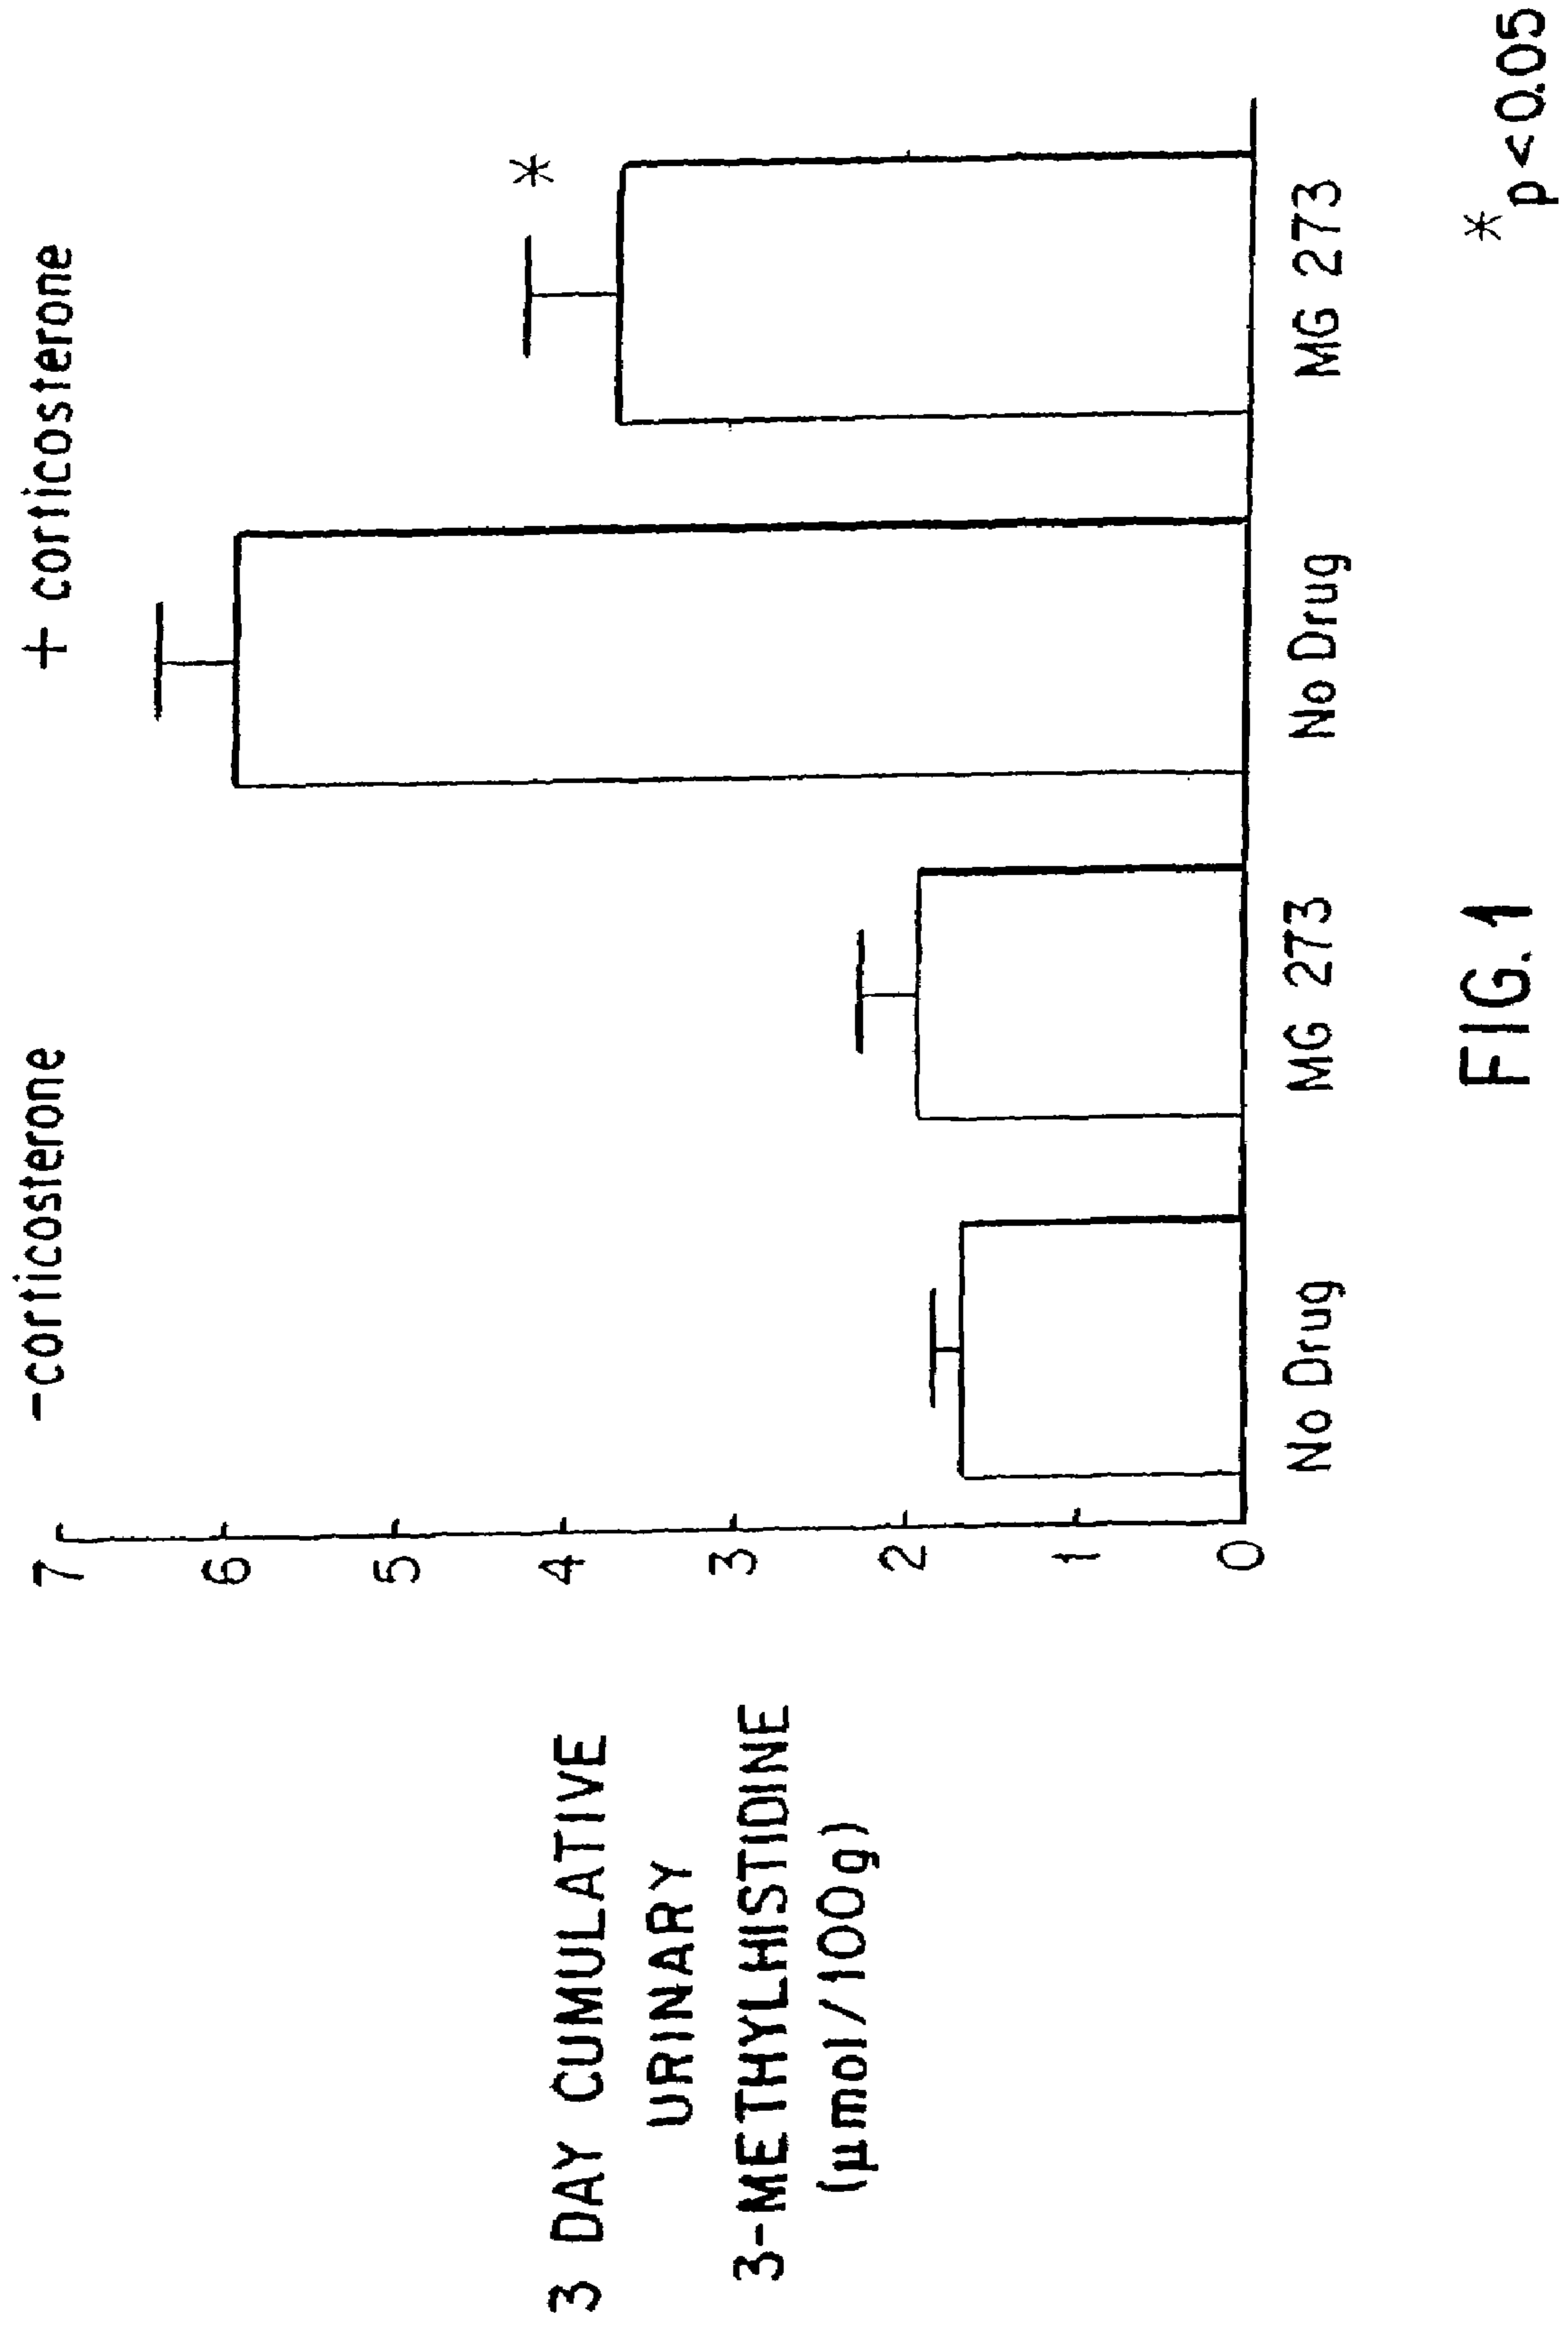 -corticosterone
+ corticosterone
3 DAY CUMULATIVE
URINARY
3-METHYLHISTIDINE
(μmol/100g)
7
6
5
4
3
2
1
0
*
No Drug
MG 273
No Drug
MG 273
FIG. 1
* p < 0.05